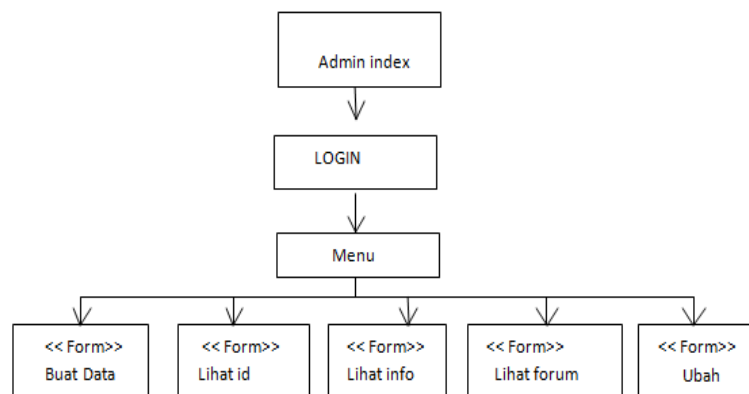 Admin index
LOGIN
Menu
<< Form>>
Buat Data
<< Form>>
Lihat id
<< Form>>
Lihat info
<< Form>>
Lihat forum
<< Form>>
Ubah